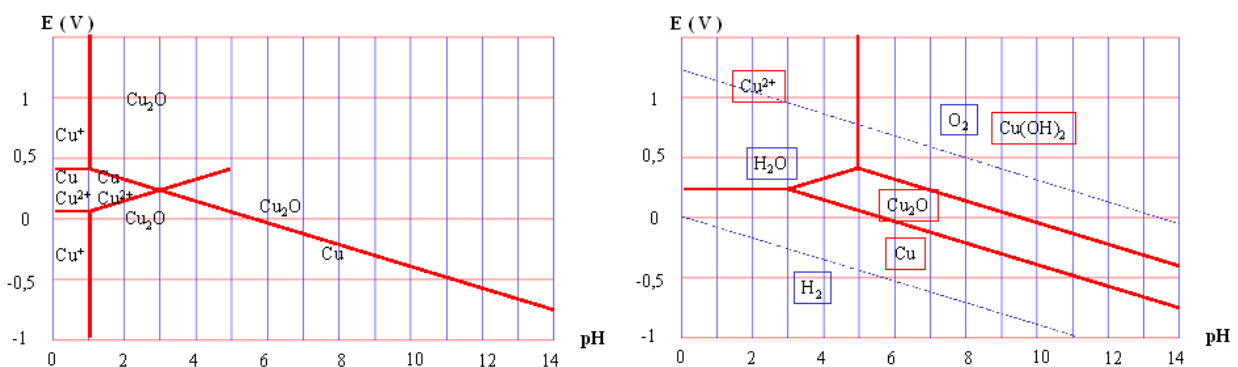 E (V)
1
0,5
0
-0,5
-1
Cu⁺
Cu
Cu²⁺
Cu⁺
Cu₂O
Cu
Cu²⁺
Cu₂O
Cu₂O
Cu
0 2 4 6 8 10 12 14
pH
E (V)
1
0,5
0
-0,5
-1
Cu²⁺
O₂
Cu(OH)₂
H₂O
Cu₂O
Cu
H₂
0 2 4 6 8 10 12 14
pH